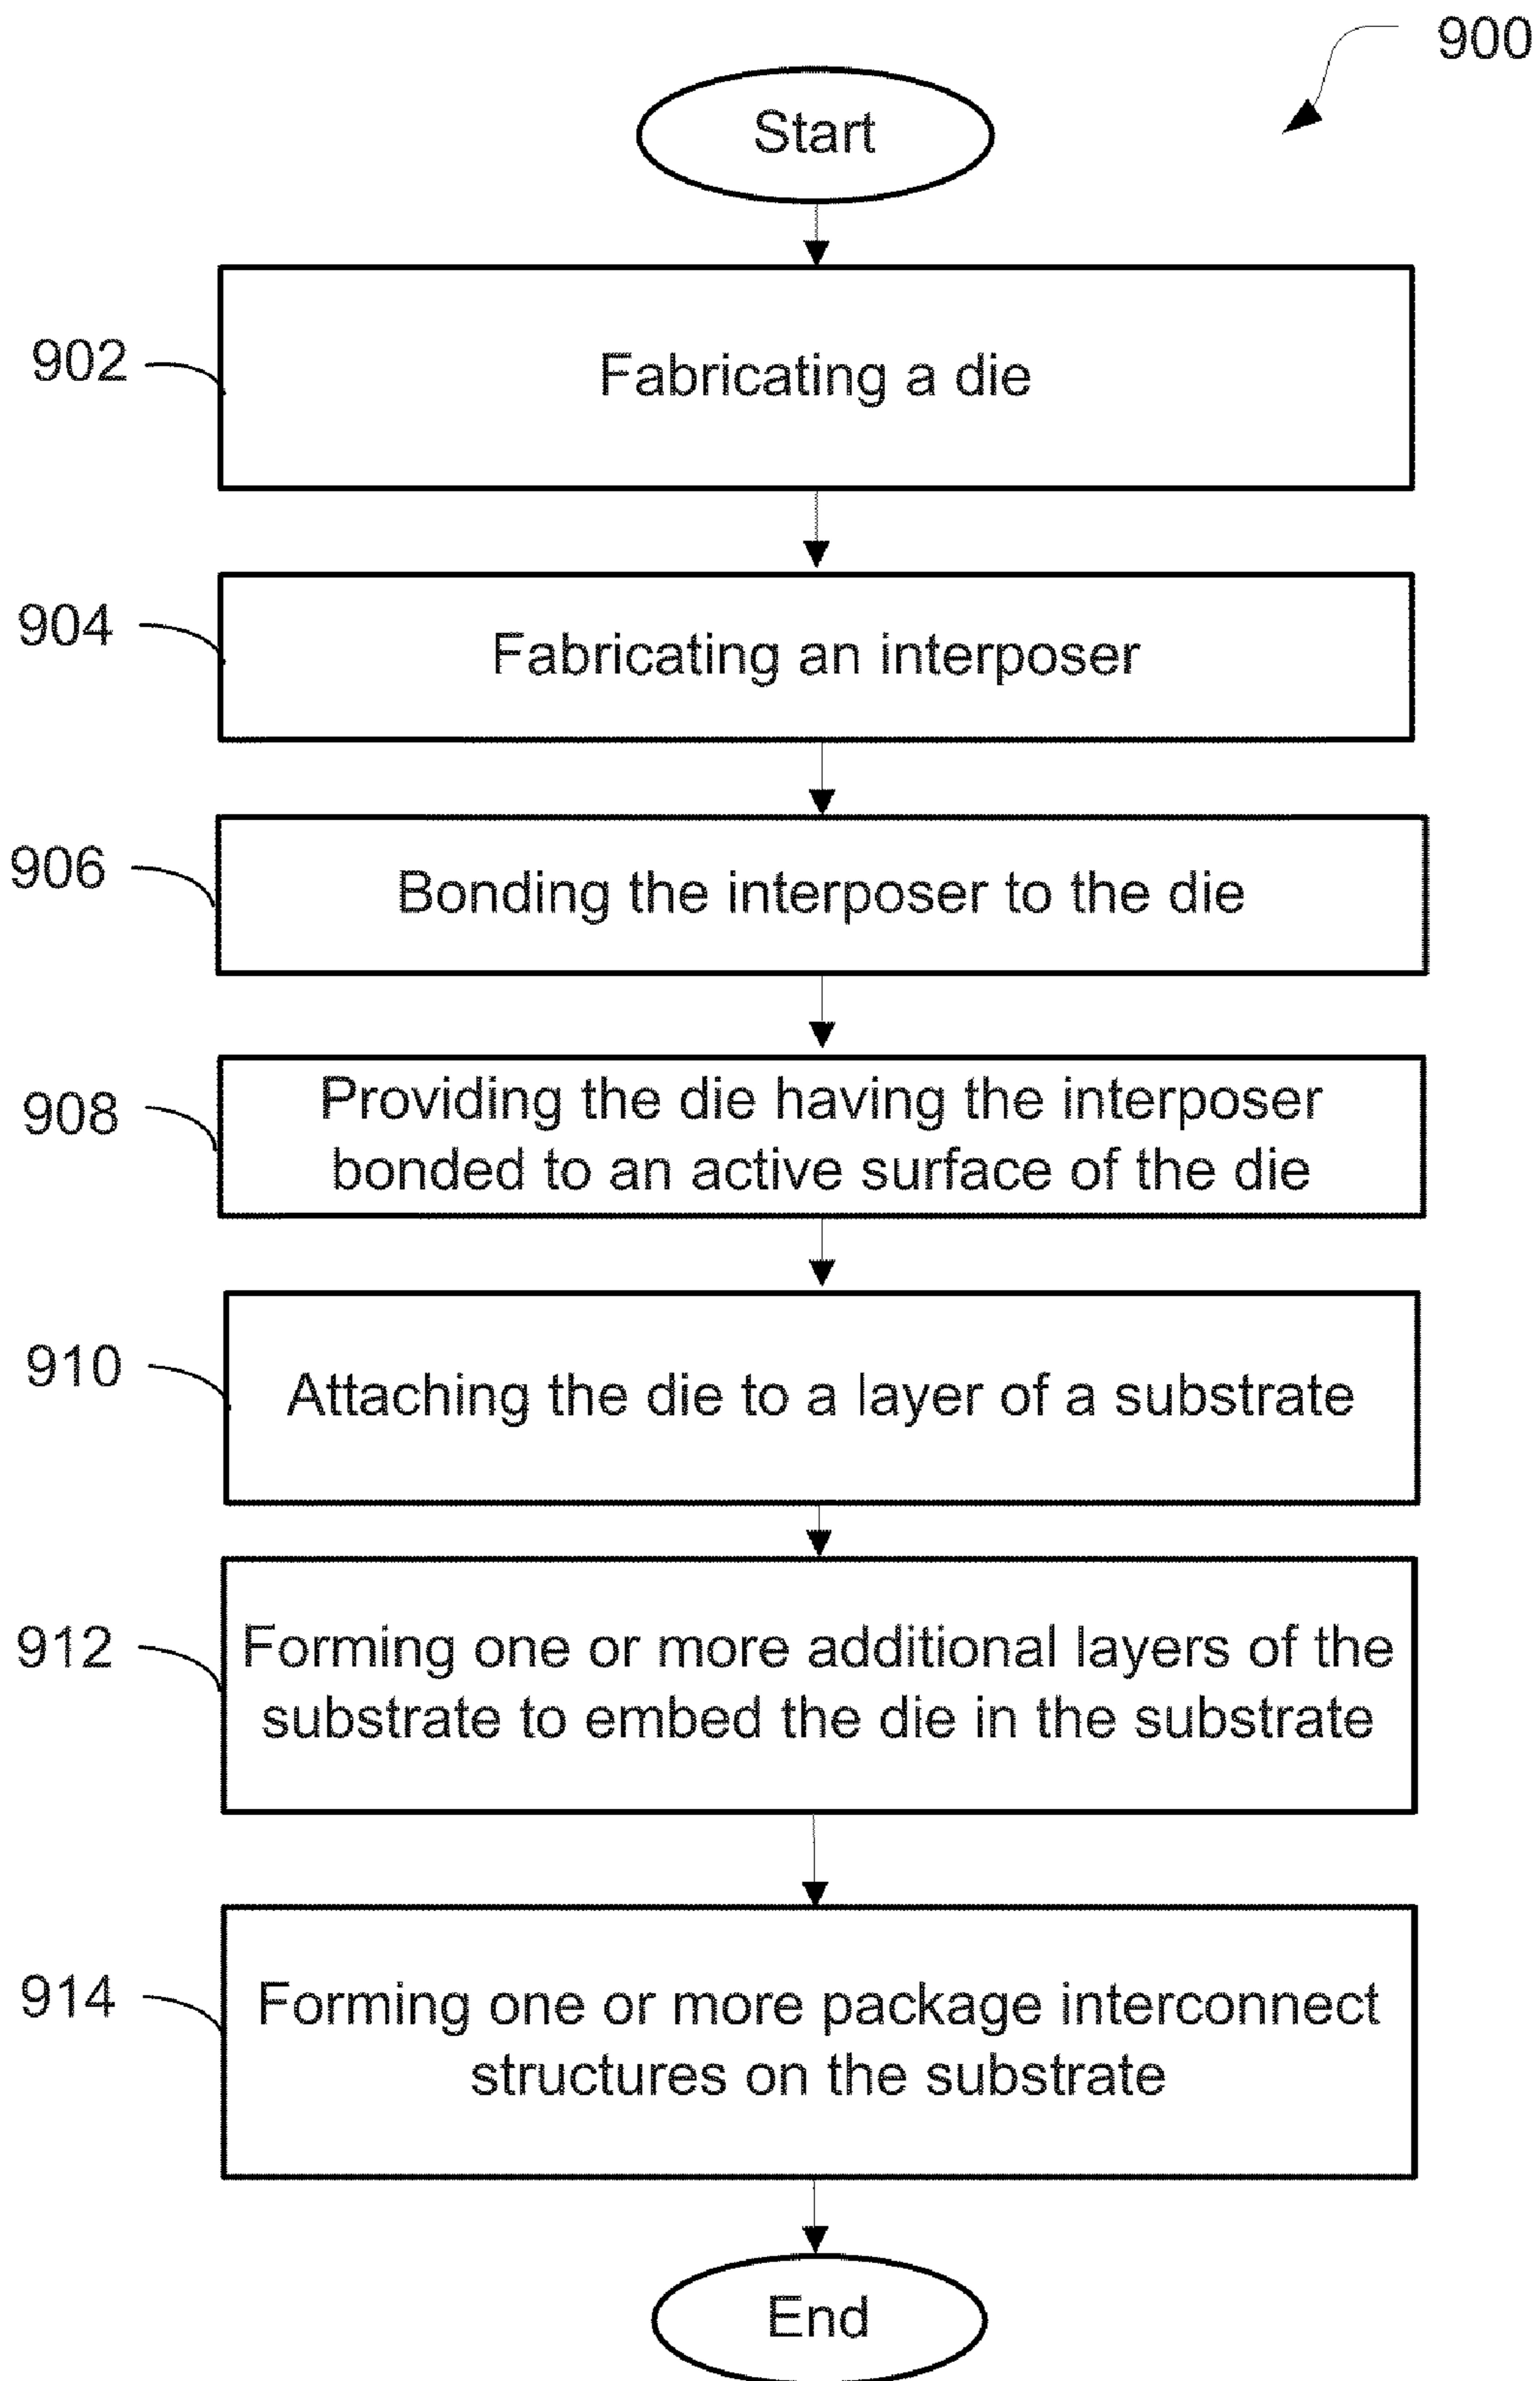 900
Start
902
Fabricating a die
904
Fabricating an interposer
906
Bonding the interposer to the die
908
Providing the die having the interposer
bonded to an active surface of the die
910
Attaching the die to a layer of a substrate
912
Forming one or more additional layers of the
substrate to embed the die in the substrate
914
Forming one or more package interconnect
structures on the substrate
End